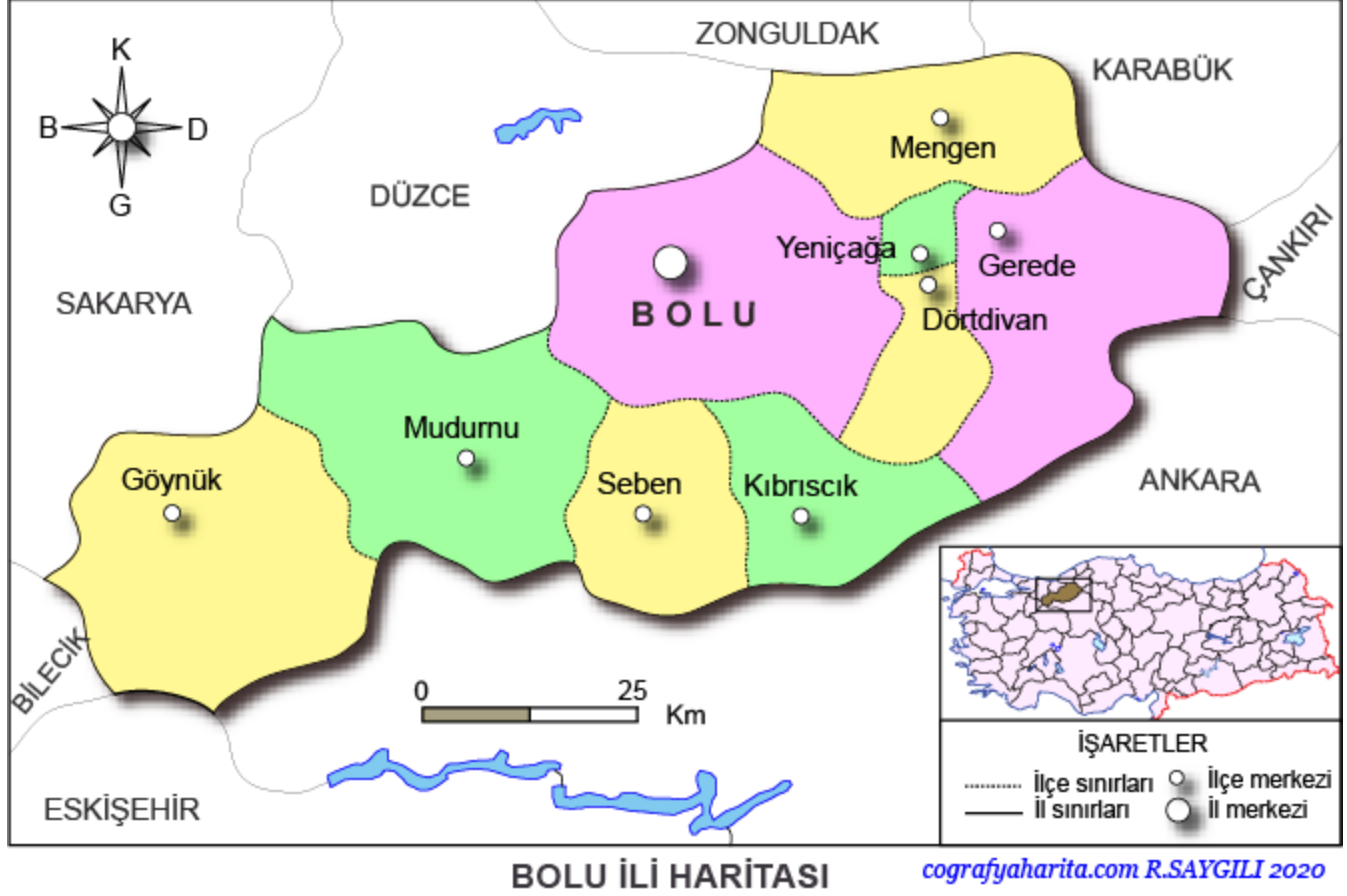 ZONGULDAK
K
KARABÜK
B
D
Mengen
G
DÜZCE
Yeniçağa
Gerede
ÇANKIRI
SAKARYA
BOLU
Dörtdivan
Mudurnu
Göynük
Seben
Kıbrıscık
ANKARA
BİLECİK
0 25
Km
ESKİŞEHİR
İŞARETLER
İlçe sınırları
İlçe merkezi
İl sınırları
İl merkezi
BOLU İLİ HARİTASI
cografyaharita.com R.SAYGILI 2020